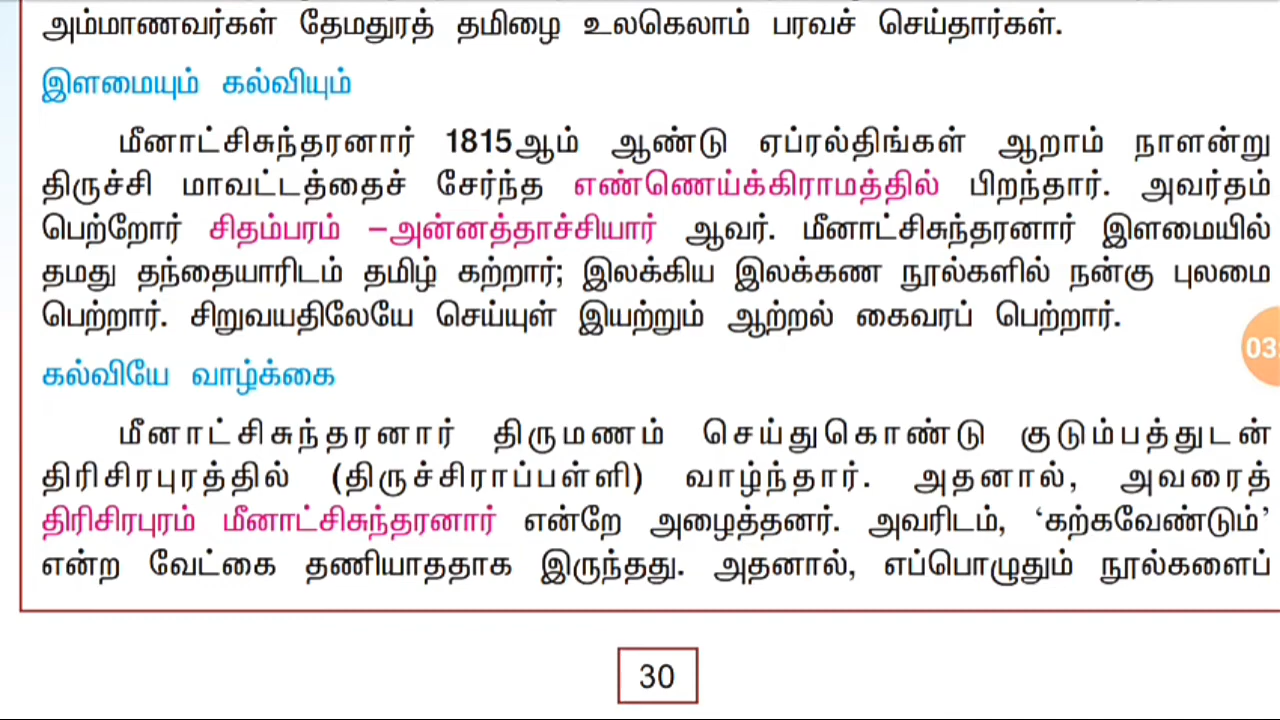 அம்மாணவர்கள் தேமதுரத் தமிழை உலகெலாம் பரவச் செய்தார்கள்.
இளமையும் கல்வியும்
மீனாட்சிசுந்தரனார் 1815ஆம் ஆண்டு ஏப்ரல்திங்கள் ஆறாம் நாளன்று
திருச்சி மாவட்டத்தைச் சேர்ந்த எண்ணெய்க்கிராமத்தில் பிறந்தார். அவர்தம்
பெற்றோர் சிதம்பரம் –அன்னத்தாச்சியார் ஆவர். மீனாட்சிசுந்தரனார் இளமையில்
தமது தந்தையாரிடம் தமிழ் கற்றார்; இலக்கிய இலக்கண நூல்களில் நன்கு புலமை
பெற்றார். சிறுவயதிலேயே செய்யுள் இயற்றும் ஆற்றல் கைவரப் பெற்றார்.
03
கல்வியே வாழ்க்கை
மீனாட்சிசுந்தரனார் திருமணம் செய்துகொண்டு குடும்பத்துடன்
திரிசிரபுரத்தில் (திருச்சிராப்பள்ளி) வாழ்ந்தார். அதனால், அவரைத்
திரிசிரபுரம் மீனாட்சிசுந்தரனார் என்றே அழைத்தனர். அவரிடம், ‘கற்கவேண்டும்’
என்ற வேட்கை தணியாததாக இருந்தது. அதனால், எப்பொழுதும் நூல்களைப்
30